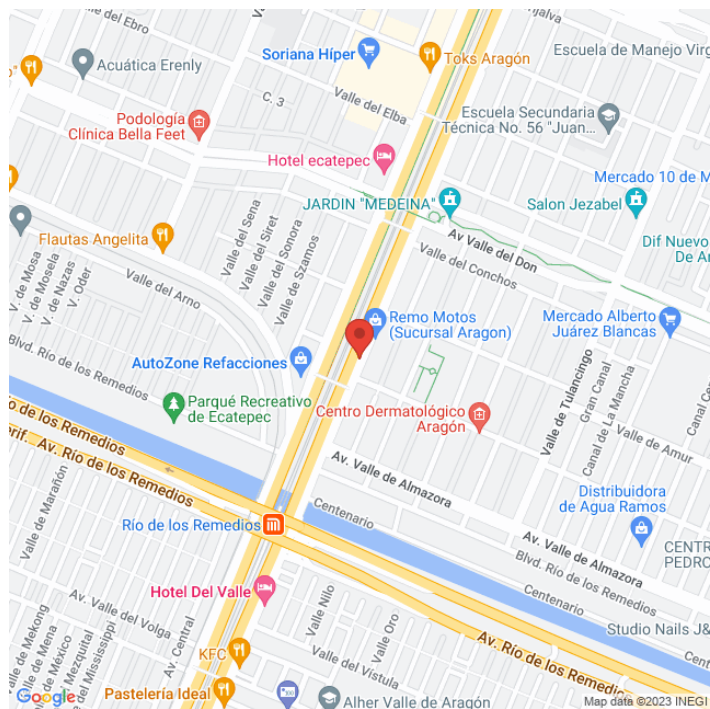 Valle del Ebro
Acuática Erenly
Soriana Híper
Toks Aragón
Escuela de Manejo Virg
C. 3
Valle del Elba
Podología
Clínica Bella Feet
Escuela Secundaria
Técnica No. 56 "Juan...
Hotel ecatepec
Mercado 10 de M
JARDIN "MEDEINA"
Salon Jezabel
Flautas Angelita
Valle del Sena
Valle del Siret
Valle del Sonora
Valle de Szamos
Av Valle del Don
Valle del Conchos
Dif Nuevo
De Ar
V. de Mosa
V. de Mosela
V. de Nazas
V. Oder
Valle del Arno
Remo Motos
(Sucursal Aragon)
Mercado Alberto
Juárez Blancas
Blvd. Río de los Remedios
AutoZone Refacciones
Parqué Recreativo
de Ecatepec
Centro Dermatológico
Aragón
Valle de Tulancingo
Gran Canal
Canal de La Mancha
Canal Cen
Valle de Amur
Río de los Remedios
erif. Av. Río de los Remedios
Av. Valle de Almazora
Valle de Marañón
Centenario
Distribuidora
de Agua Ramos
Río de los Remedios
Av. Valle de Almazora
CENTR
PEDRO
Blvd. Río de los Remedios
Hotel Del Valle
Centenario
Valle Nilo
Valle Oro
Av. Valle del Volga
Studio Nails J&
Av. Río de los Remedios
Mekong
de Mena
de México
Mezquital
del Mississippi
Av. Central
KFC
Valle del Vístula
Pastelería Ideal
Alher Valle de Aragón
Google
Map data ©2023 INEGI